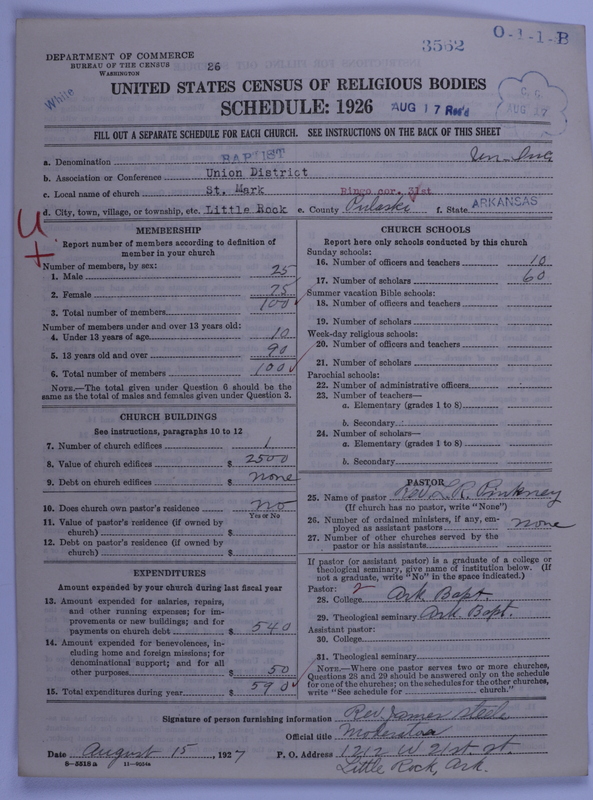 3562
O-1-1-B
DEPARTMENT OF COMMERCE
BUREAU OF THE CENSUS
WASHINGTON
26
While
UNITED STATES CENSUS OF RELIGIOUS BODIES
SCHEDULE: 1926
AUG 17 Rec'd
C. G.
AUG 17
FILL OUT A SEPARATE SCHEDULE FOR EACH CHURCH. SEE INSTRUCTIONS ON THE BACK OF THIS SHEET
a. Denomination BAPTIST
b. Association or Conference Union District
c. Local name of church St. Mark Ringo cor. 31st
d. City, town, village, or township, etc. Little Rock e. County Pulaski f. State ARKANSAS
MEMBERSHIP
Report number of members according to definition of
member in your church
Number of members, by sex:
1. Male 25
2. Female 75
3. Total number of members 100
Number of members under and over 13 years old:
4. Under 13 years of age 10
5. 13 years old and over 90
6. Total number of members 100
NOTE.—The total given under Question 6 should be
same as the total of males and females given under Question 3.
CHURCH BUILDINGS
See instructions, paragraphs 10 to 12
7. Number of church edifices 1
8. Value of church edifices $ 2500
9. Debt on church edifices $ none
10. Does church own pastor's residence no
Yes or No
11. Value of pastor's residence (if owned by
church) $
12. Debt on pastor's residence (if owned by
church) $
EXPENDITURES
Amount expended by your church during last fiscal year
13. Amount expended for salaries, repairs,
and other running expenses; for im-
provements or new buildings; and for
payments on church debt $ 540
14. Amount expended for benevolences, in-
cluding home and foreign missions; for
denominational support; and for all
other purposes $ 50
15. Total expenditures during year $ 590
CHURCH SCHOOLS
Report here only schools conducted by this church
Sunday schools:
16. Number of officers and teachers 10
17. Number of scholars 60
Summer vacation Bible schools:
18. Number of officers and teachers
19. Number of scholars
Week-day religious schools:
20. Number of officers and teachers
21. Number of scholars
Parochial schools:
22. Number of administrative officers
23. Number of teachers—
a. Elementary (grades 1 to 8)
b. Secondary
24. Number of scholars—
a. Elementary (grades 1 to 8)
b. Secondary
PASTOR
25. Name of pastor Rev L. R. Pinkney
(If church has no pastor, write "None")
26. Number of ordained ministers, if any, em-
ployed as assistant pastors none
27. Number of other churches served by the
pastor or his assistants
If pastor (or assistant pastor) is a graduate of a college or
theological seminary, give name of institution below. (If
not a graduate, write "No" in the space indicated.)
Pastor: 2
28. College Ark Bapt.
29. Theological seminary Ark Bapt.
Assistant pastor:
30. College
31. Theological seminary
NOTE.—Where one pastor serves two or more churches,
Questions 28 and 29 should be answered only on the schedule
for one of the churches; on the schedules for the other churches,
write "See schedule for church."
Signature of person furnishing information Rev James Steele
Official title
Date August 15, 1927 P. O. Address 1212 W 21st. st.
Little Rock, Ark.
8-5518 a